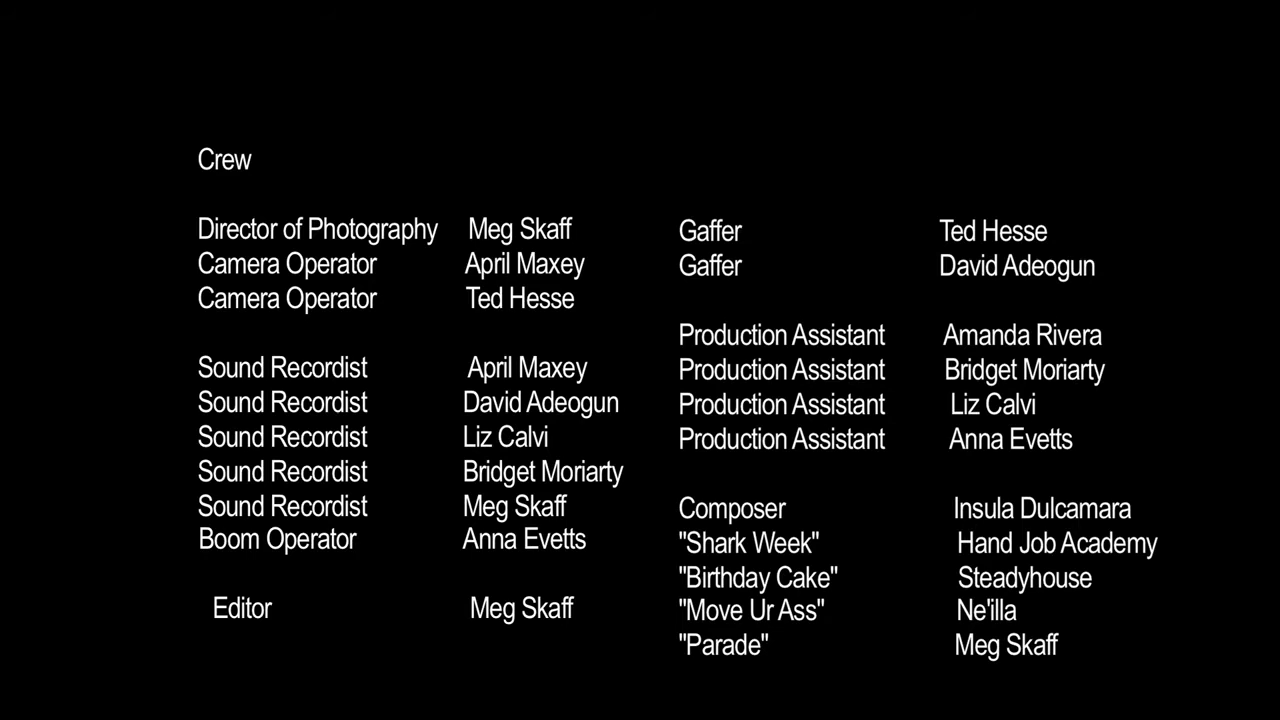 Crew
Director of Photography Meg Skaff
Camera Operator April Maxey
Camera Operator Ted Hesse
Sound Recordist April Maxey
Sound Recordist David Adeogun
Sound Recordist Liz Calvi
Sound Recordist Bridget Moriarty
Sound Recordist Meg Skaff
Boom Operator Anna Evetts
Editor Meg Skaff
Gaffer Ted Hesse
Gaffer David Adeogun
Production Assistant Amanda Rivera
Production Assistant Bridget Moriarty
Production Assistant Liz Calvi
Production Assistant Anna Evetts
Composer Insula Dulcamara
"Shark Week" Hand Job Academy
"Birthday Cake" Steadyhouse
"Move Ur Ass" Ne'illa
"Parade" Meg Skaff